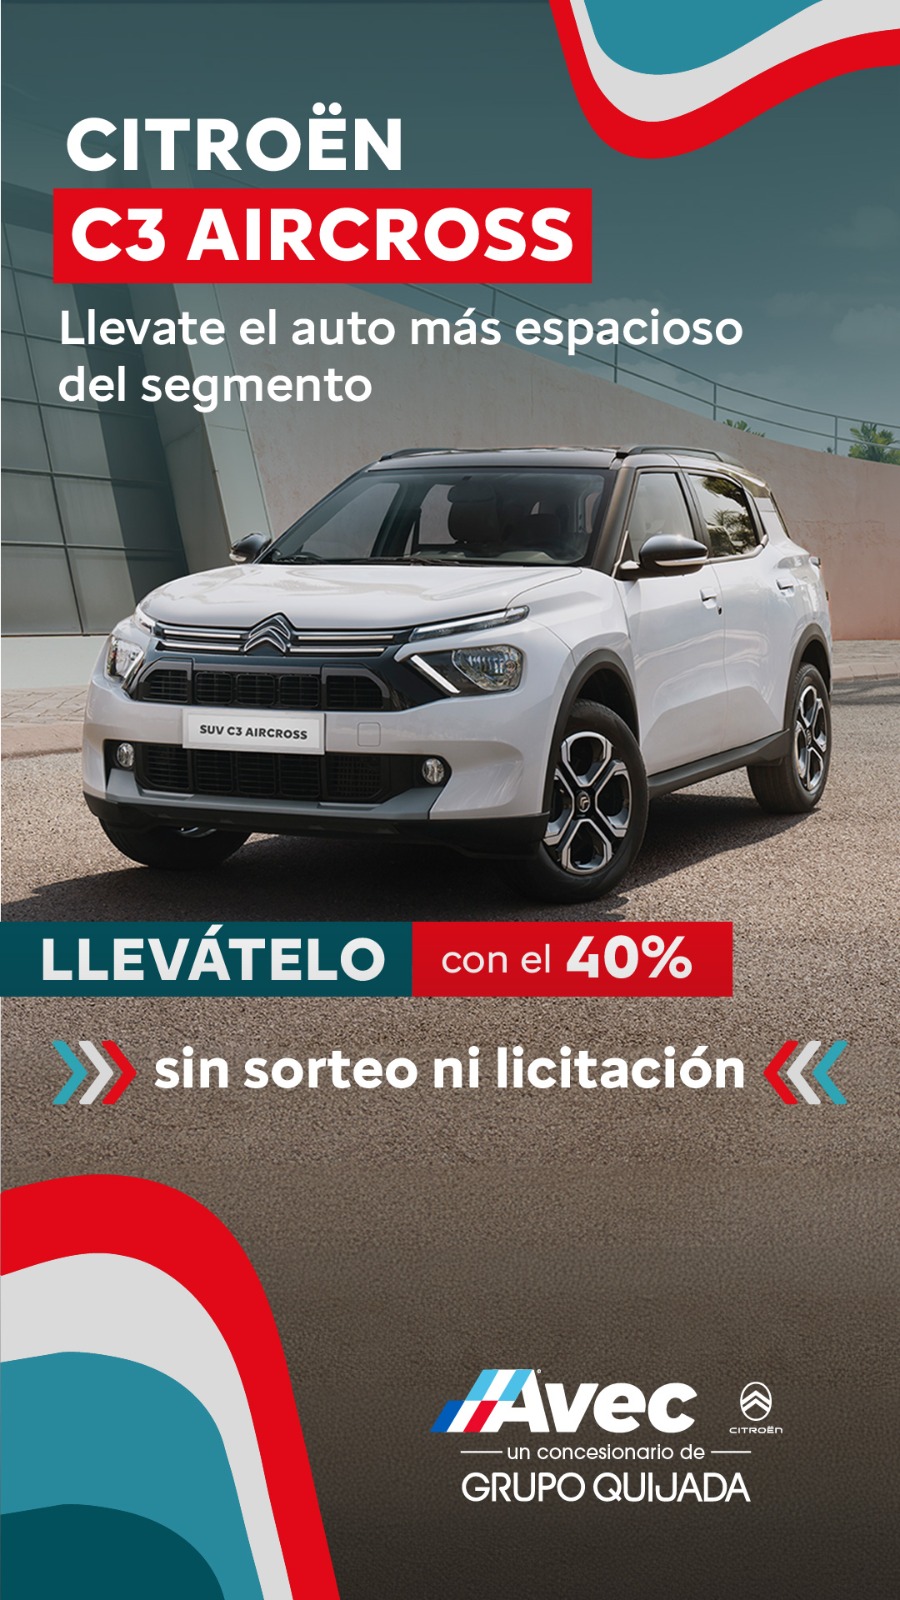 CITROËN
C3 AIRCROSS
Llevate el auto más espacioso
del segmento
SUV C3 AIRCROSS
LLEVÁTELO con el 40%
sin sorteo ni licitación
Avec
CITROËN
un concesionario de
GRUPO QUIJADA